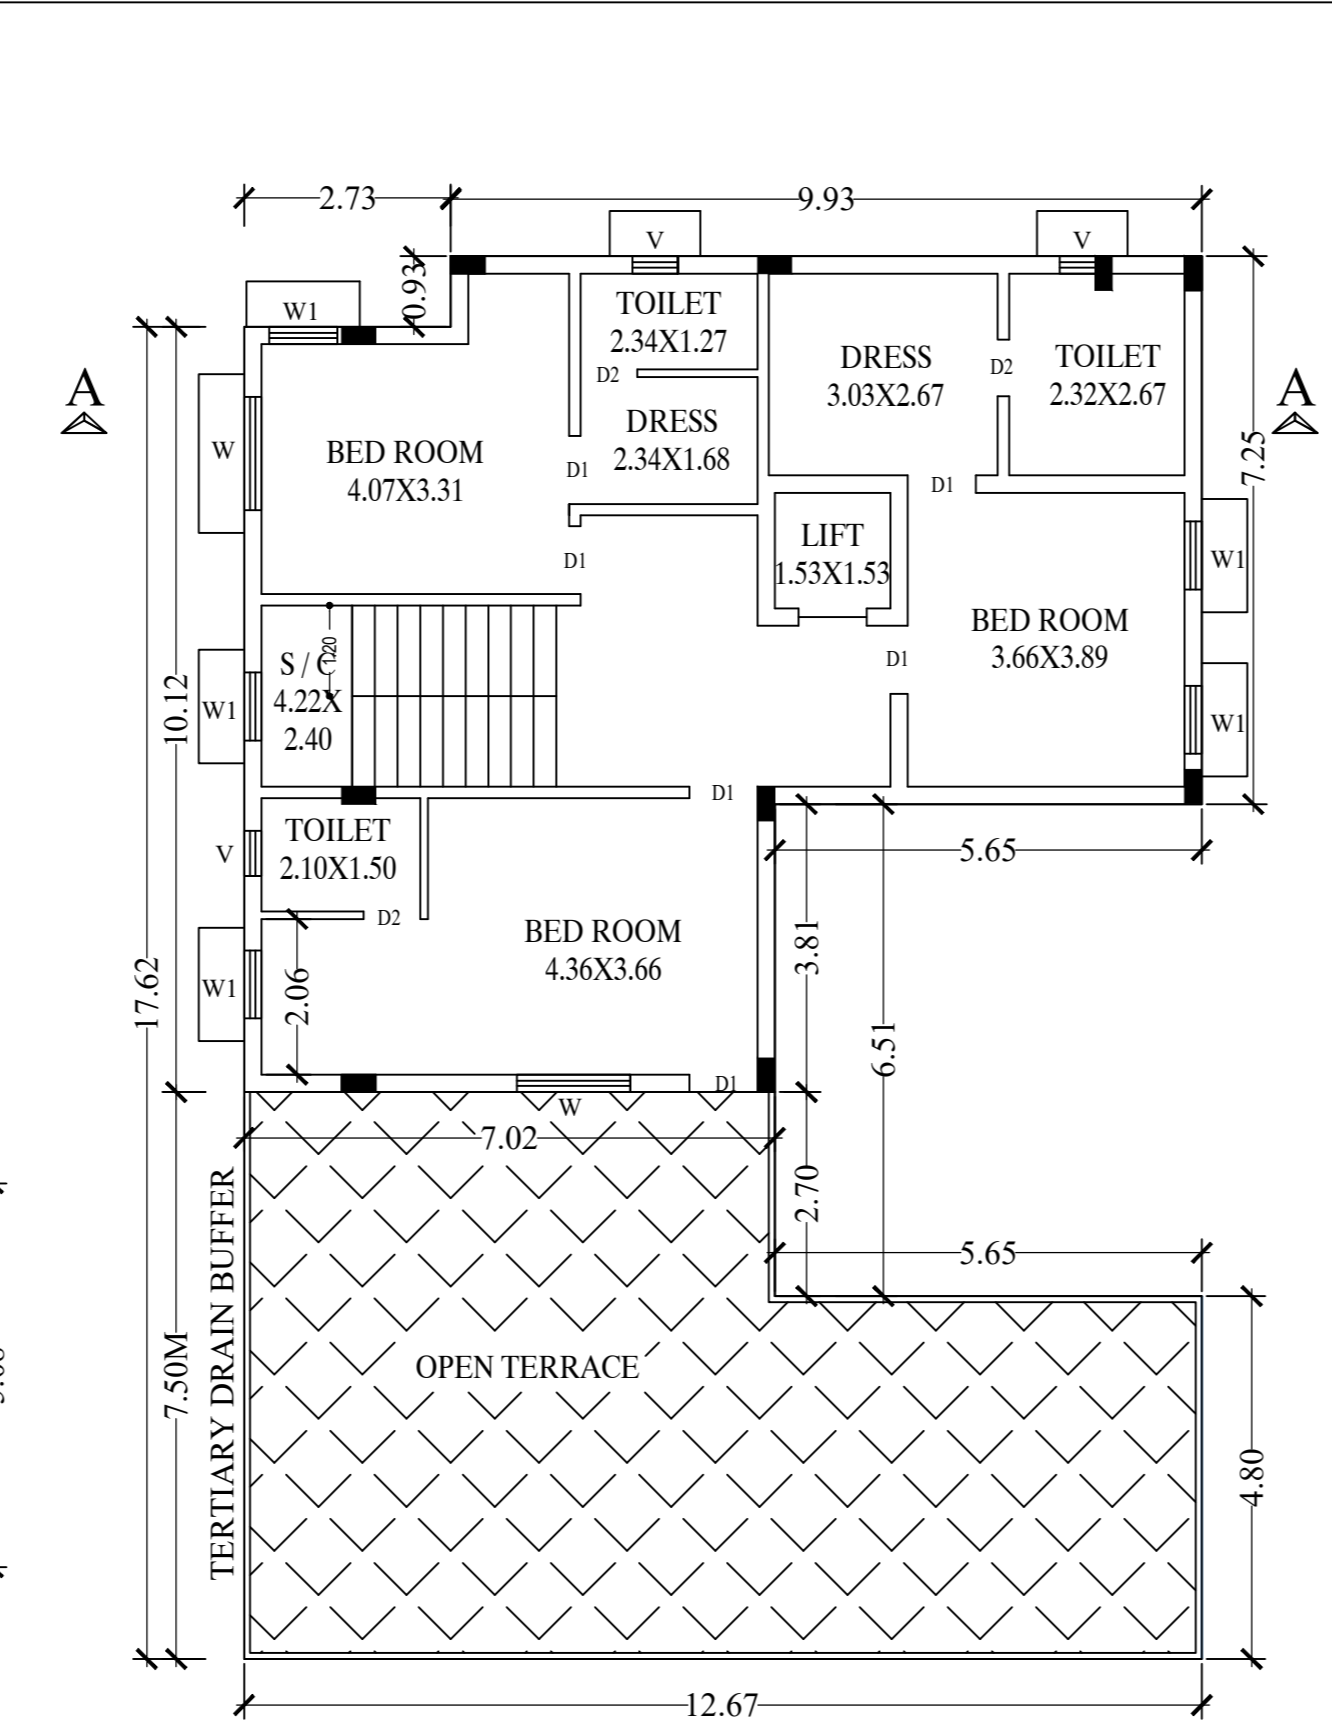 2.73
9.93
V
V
0.93
W1
TOILET
2.34X1.27
D2
DRESS
3.03X2.67
D2
TOILET
2.32X2.67
A
A
DRESS
2.34X1.68
W
BED ROOM
4.07X3.31
D1
7.25
D1
LIFT
1.53X1.53
D1
W1
BED ROOM
3.66X3.89
S / C
1.20
4.22X
2.40
D1
10.12
W1
W1
D1
TOILET
2.10X1.50
V
5.65
D2
BED ROOM
4.36X3.66
3.81
17.62
W1
2.06
6.51
D1
W
7.02
2.70
5.65
TERTIARY DRAIN BUFFER
7.50M
OPEN TERRACE
4.80
12.67